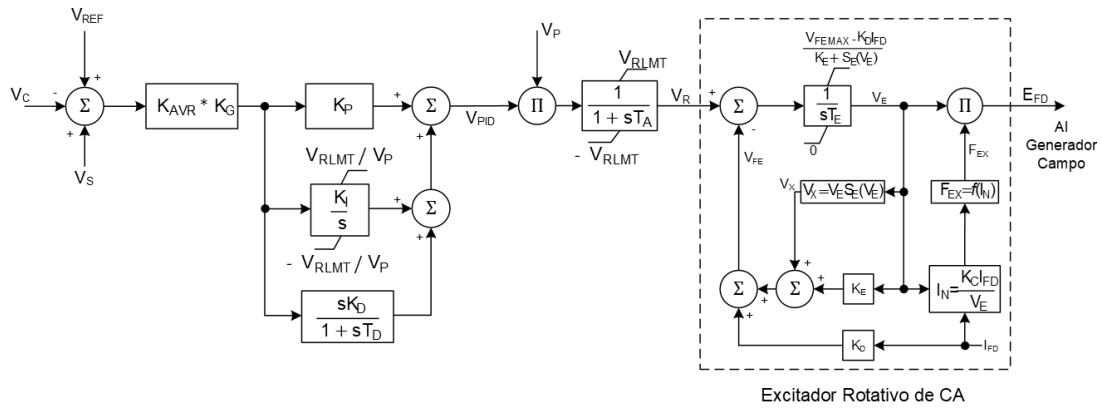 V_REF
V_C
-
+
Σ
+
V_S
K_AVR * K_G
K_P
V_RLMT / V_P
K_I
s
- V_RLMT / V_P
sK_D
1 + sT_D
+
Σ
+
+
Σ
+
V_PID
V_P
Π
V_RLMT
1
1 + sT_A
- V_RLMT
V_R
+
Σ
-
V_FE
V_FEMAX - K_D I_FD
K_E + S_E(V_E)
1
sT_E
0
V_E
Π
E_FD
Al
Generador
Campo
F_EX
V_X
V_X=V_E S_E(V_E)
F_EX=f(I_N)
Σ
+
+
+
Σ
+
+
K_E
I_N= K_C I_FD
V_E
K_D
I_FD
Excitador Rotativo de CA